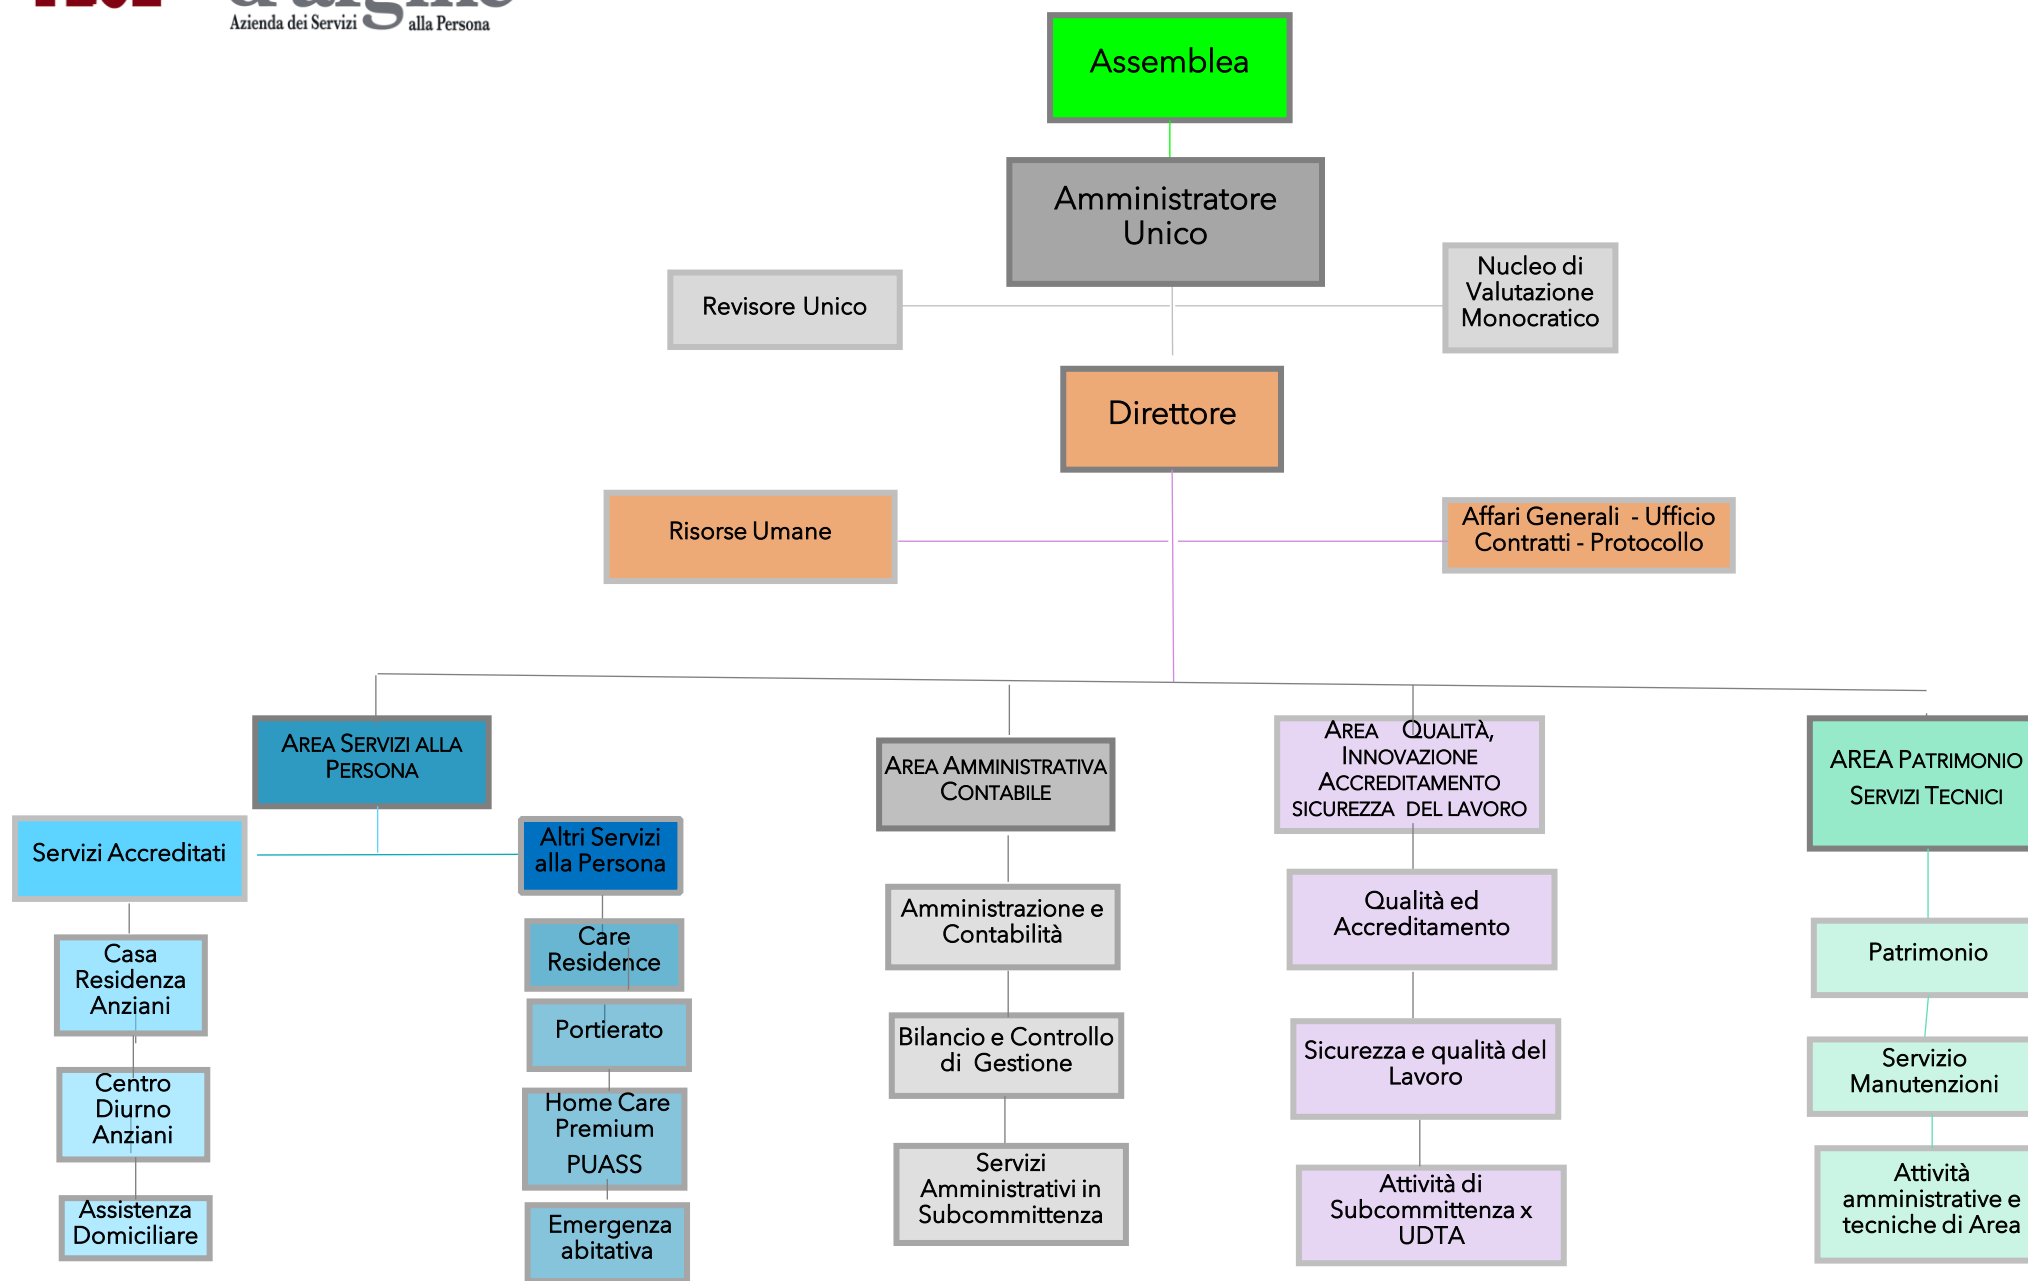 Azienda dei Servizi alla Persona
Assemblea
Amministratore
Unico
Revisore Unico
Nucleo di
Valutazione
Monocratico
Direttore
Risorse Umane
Affari Generali - Ufficio
Contratti - Protocollo
AREA SERVIZI ALLA
PERSONA
AREA AMMINISTRATIVA
CONTABILE
AREA QUALITÀ,
INNOVAZIONE
ACCREDITAMENTO
SICUREZZA DEL LAVORO
AREA PATRIMONIO
SERVIZI TECNICI
Servizi Accreditati
Altri Servizi
alla Persona
Casa
Residenza
Anziani
Centro
Diurno
Anziani
Assistenza
Domiciliare
Care
Residence
Portierato
Home Care
Premium
PUASS
Emergenza
abitativa
Amministrazione e
Contabilità
Bilancio e Controllo
di Gestione
Servizi
Amministrativi in
Subcommittenza
Qualità ed
Accreditamento
Sicurezza e qualità del
Lavoro
Attività di
Subcommittenza x
UDTA
Patrimonio
Servizio
Manutenzioni
Attività
amministrative e
tecniche di Area